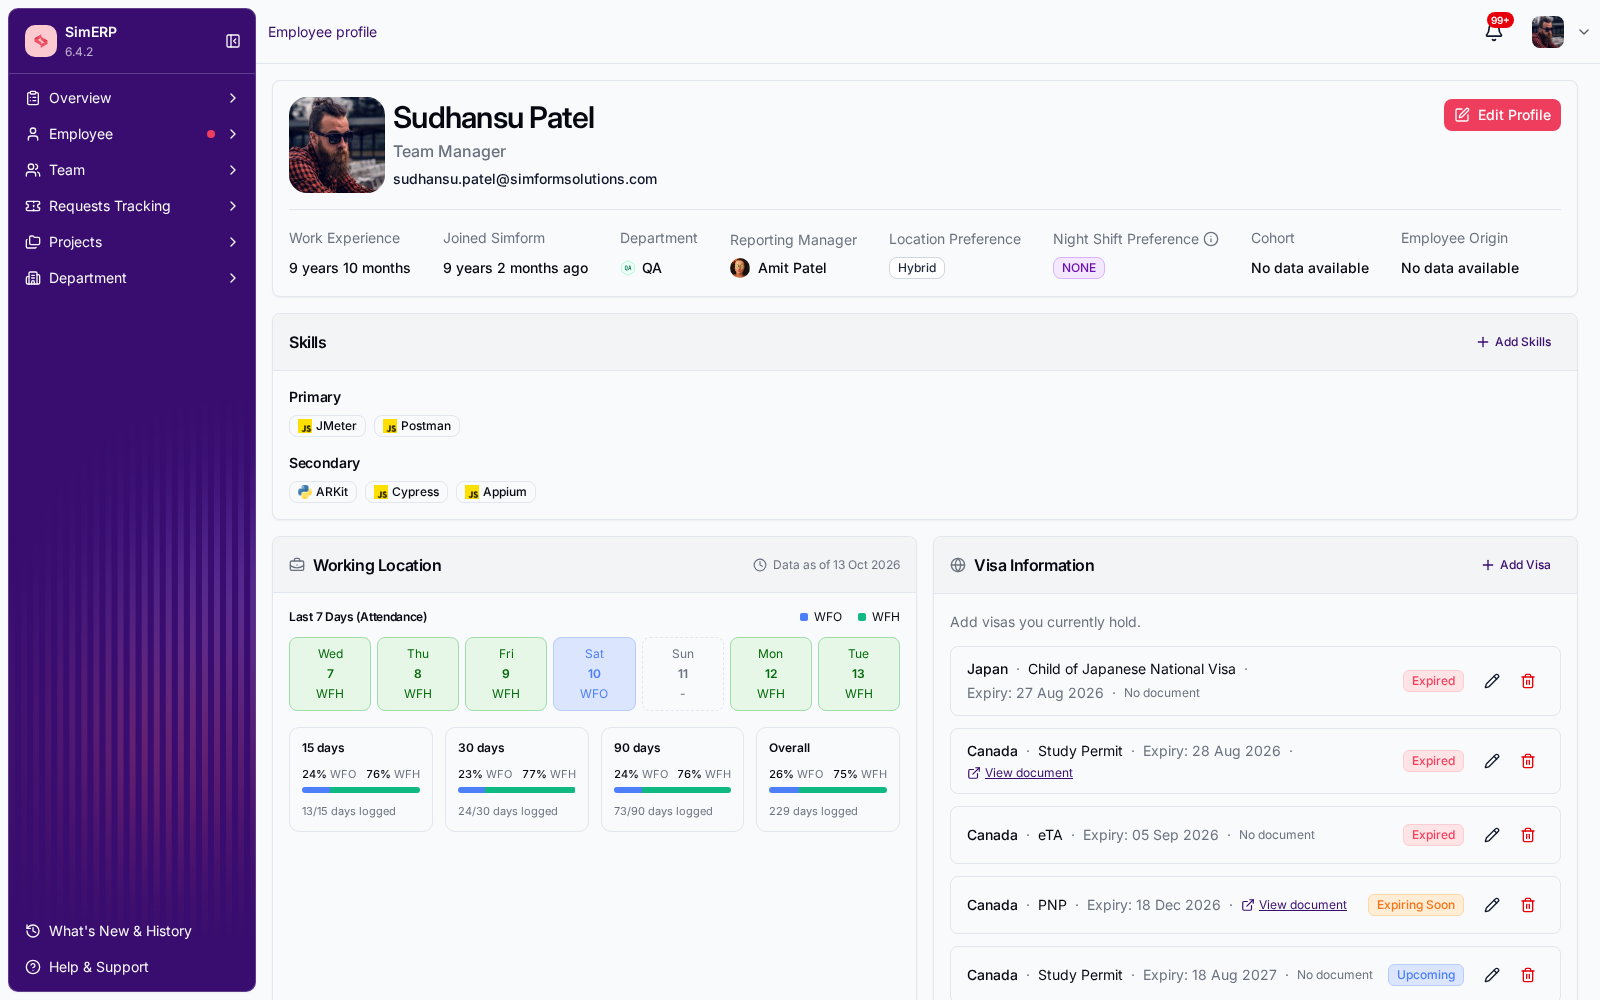 SimERP
6.4.2
Overview
Employee
Team
Requests Tracking
Projects
Department
What's New & History
Help & Support
Employee profile
99+
Sudhansu Patel
Team Manager
sudhansu.patel@simformsolutions.com
Edit Profile
Work Experience
9 years 10 months
Joined Simform
9 years 2 months ago
Department
QA QA
Reporting Manager
Amit Patel
Location Preference
Hybrid
Night Shift Preference
NONE
Cohort
No data available
Employee Origin
No data available
Skills
Add Skills
Primary
JS JMeter
JS Postman
Secondary
ARKit
JS Cypress
JS Appium
Working Location
Data as of 13 Oct 2026
Last 7 Days (Attendance)
WFO
WFH
Wed
7
WFH
Thu
8
WFH
Fri
9
WFH
Sat
10
WFO
Sun
11
-
Mon
12
WFH
Tue
13
WFH
15 days
24% WFO 76% WFH
13/15 days logged
30 days
23% WFO 77% WFH
24/30 days logged
90 days
24% WFO 76% WFH
73/90 days logged
Overall
26% WFO 75% WFH
229 days logged
Visa Information
Add Visa
Add visas you currently hold.
Japan · Child of Japanese National Visa ·
Expiry: 27 Aug 2026 · No document
Expired
Canada · Study Permit · Expiry: 28 Aug 2026 ·
View document
Expired
Canada · eTA · Expiry: 05 Sep 2026 · No document
Expired
Canada · PNP · Expiry: 18 Dec 2026 · View document
Expiring Soon
Canada · Study Permit · Expiry: 18 Aug 2027 · No document
Upcoming